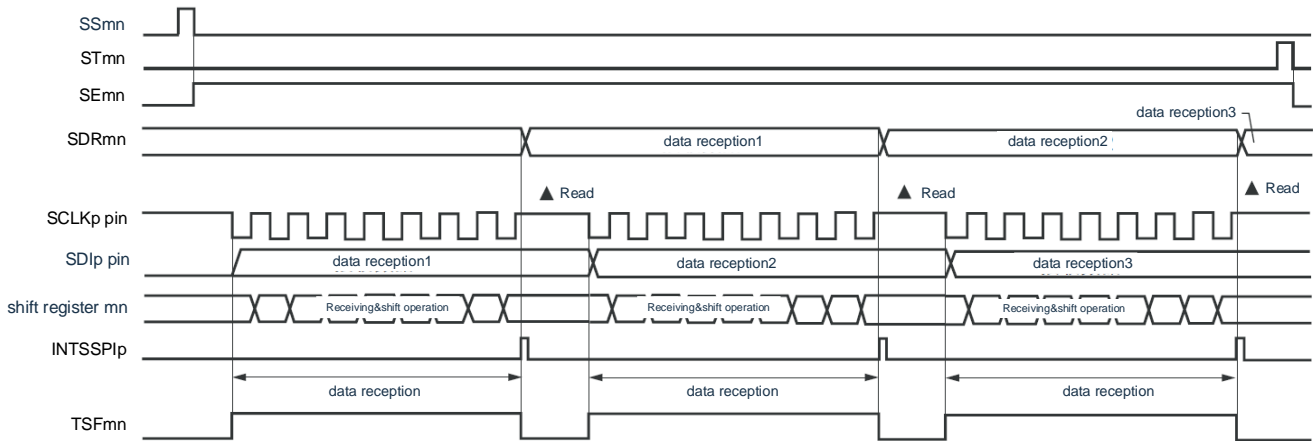 SSmn
STmn
SEmn
data reception3
SDRmn
data reception1
data reception2
Read
Read
Read
SCLKp pin
SDIp pin
data reception1
data reception2
data reception3
shift register mn
Receiving&shift operation
Receiving&shift operation
Receiving&shift operation
INTSSPIp
data reception
data reception
data reception
TSFmn